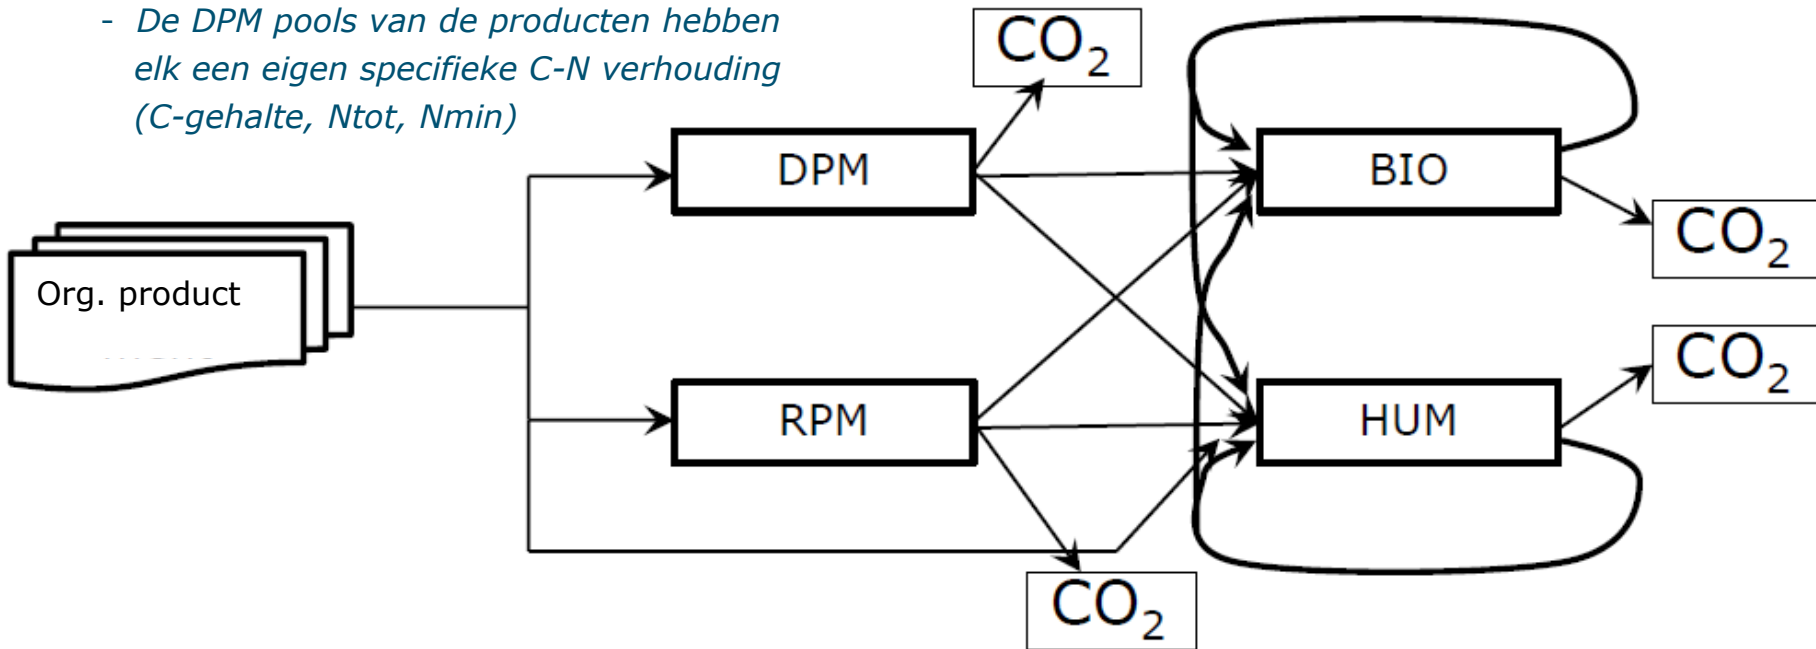 - De DPM pools van de producten hebben
elk een eigen specifieke C-N verhouding
(C-gehalte, Ntot, Nmin)
CO₂
DPM
BIO
CO₂
Org. product
CO₂
RPM
HUM
CO₂